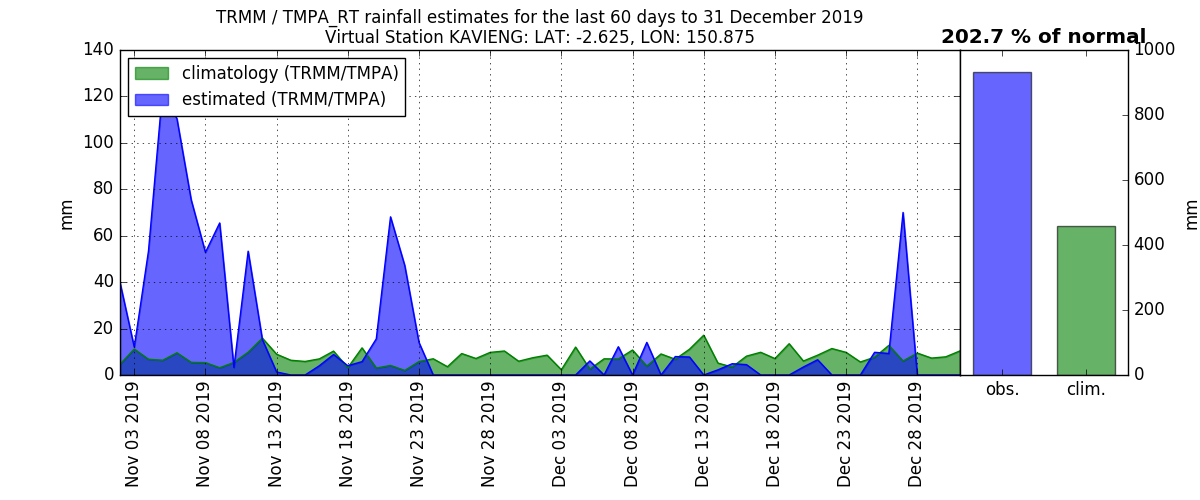 TRMM / TMPA_RT rainfall estimates for the last 60 days to 31 December 2019
Virtual Station KAVIENG: LAT: -2.625, LON: 150.875
202.7 % of normal
climatology (TRMM/TMPA)
estimated (TRMM/TMPA)
140
120
100
80
60
40
20
0
mm
Nov 03 2019
Nov 08 2019
Nov 13 2019
Nov 18 2019
Nov 23 2019
Nov 28 2019
Dec 03 2019
Dec 08 2019
Dec 13 2019
Dec 18 2019
Dec 23 2019
Dec 28 2019
obs.
clim.
1000
800
600
400
200
0
mm